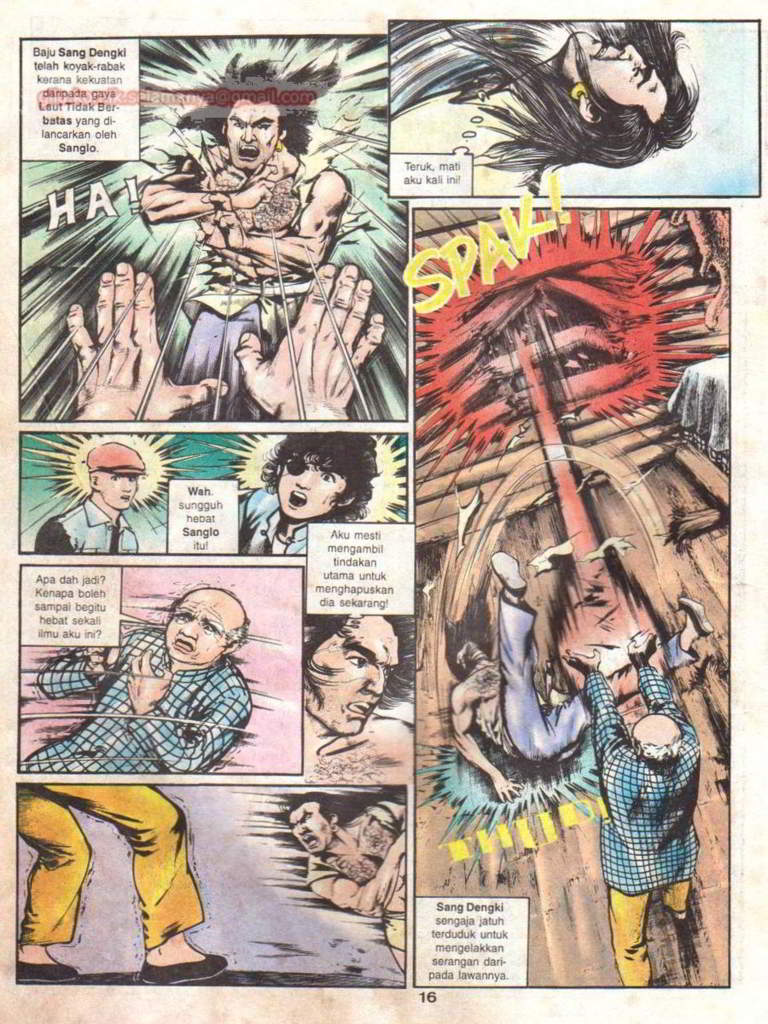 Baju Sang Dengki
telah koyak-rabak
kerana kekuatan
daripada gaya
Laut Tidak Ber-
batas yang di-
lancarkan oleh
Sanglo.
HA!
Wah.
sungguh
hebat
Sanglo
itu!
Apa dah jadi?
Kenapa boleh
sampai begitu
hebat sekali
ilmu aku ini?
Aku mesti
mengambil
tindakan
utama untuk
menghapuskan
dia sekarang!
Teruk, mati
aku kali ini!
SPAK!
THUD!
Sang Dengki
sengaja jatuh
terduduk untuk
mengelakkan
serangan dari-
pada lawannya.
16